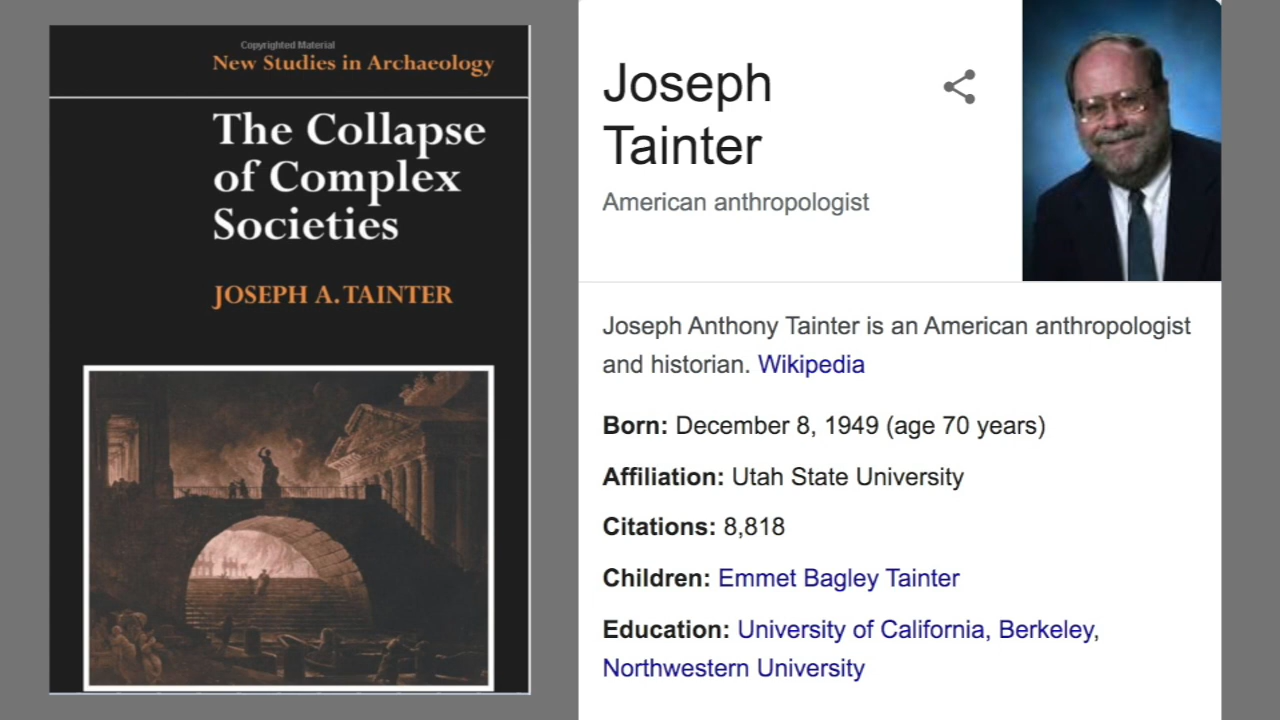 Copyrighted Material
New Studies in Archaeology
The Collapse
of Complex
Societies
JOSEPH A. TAINTER
Joseph
Tainter
American anthropologist
Joseph Anthony Tainter is an American anthropologist
and historian. Wikipedia
Born: December 8, 1949 (age 70 years)
Affiliation: Utah State University
Citations: 8,818
Children: Emmet Bagley Tainter
Education: University of California, Berkeley,
Northwestern University